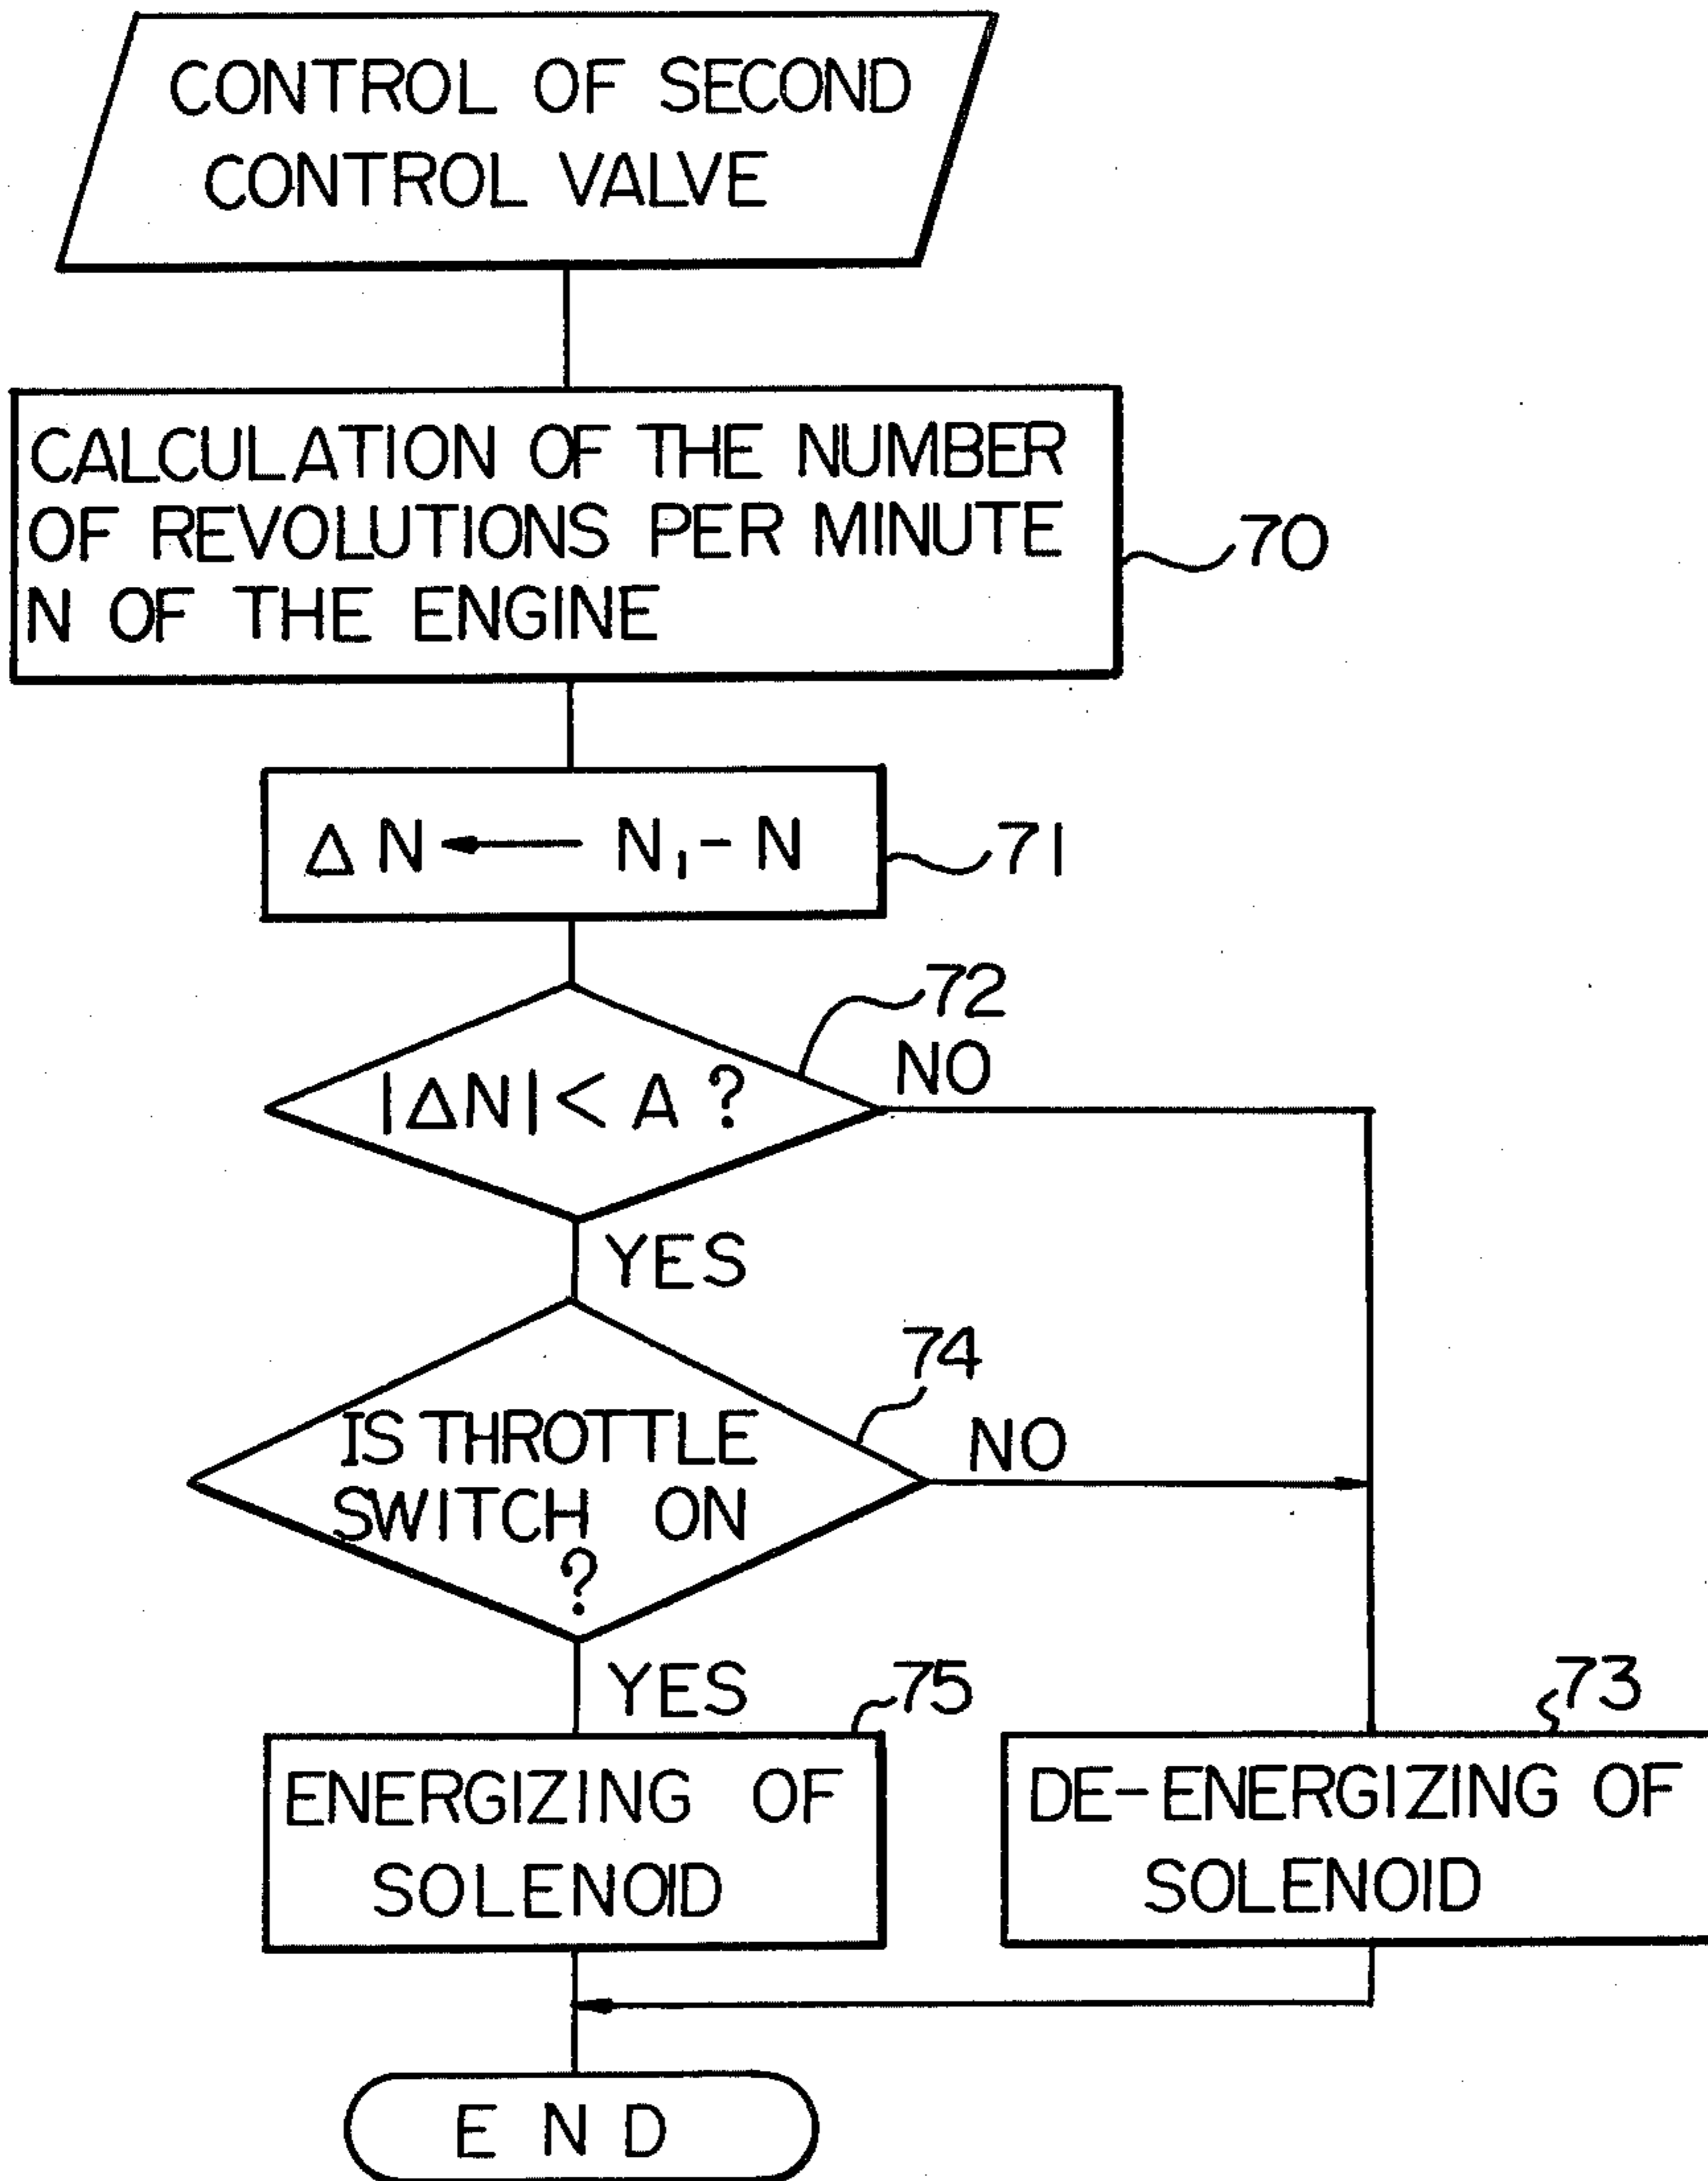 CONTROL OF SECOND
CONTROL VALVE
CALCULATION OF THE NUMBER
OF REVOLUTIONS PER MINUTE
N OF THE ENGINE
70
ΔN ← N₁ - N
71
72
|ΔN| < A ?
NO
YES
74
IS THROTTLE
SWITCH ON
?
NO
YES
75
73
ENERGIZING OF
SOLENOID
DE-ENERGIZING OF
SOLENOID
END